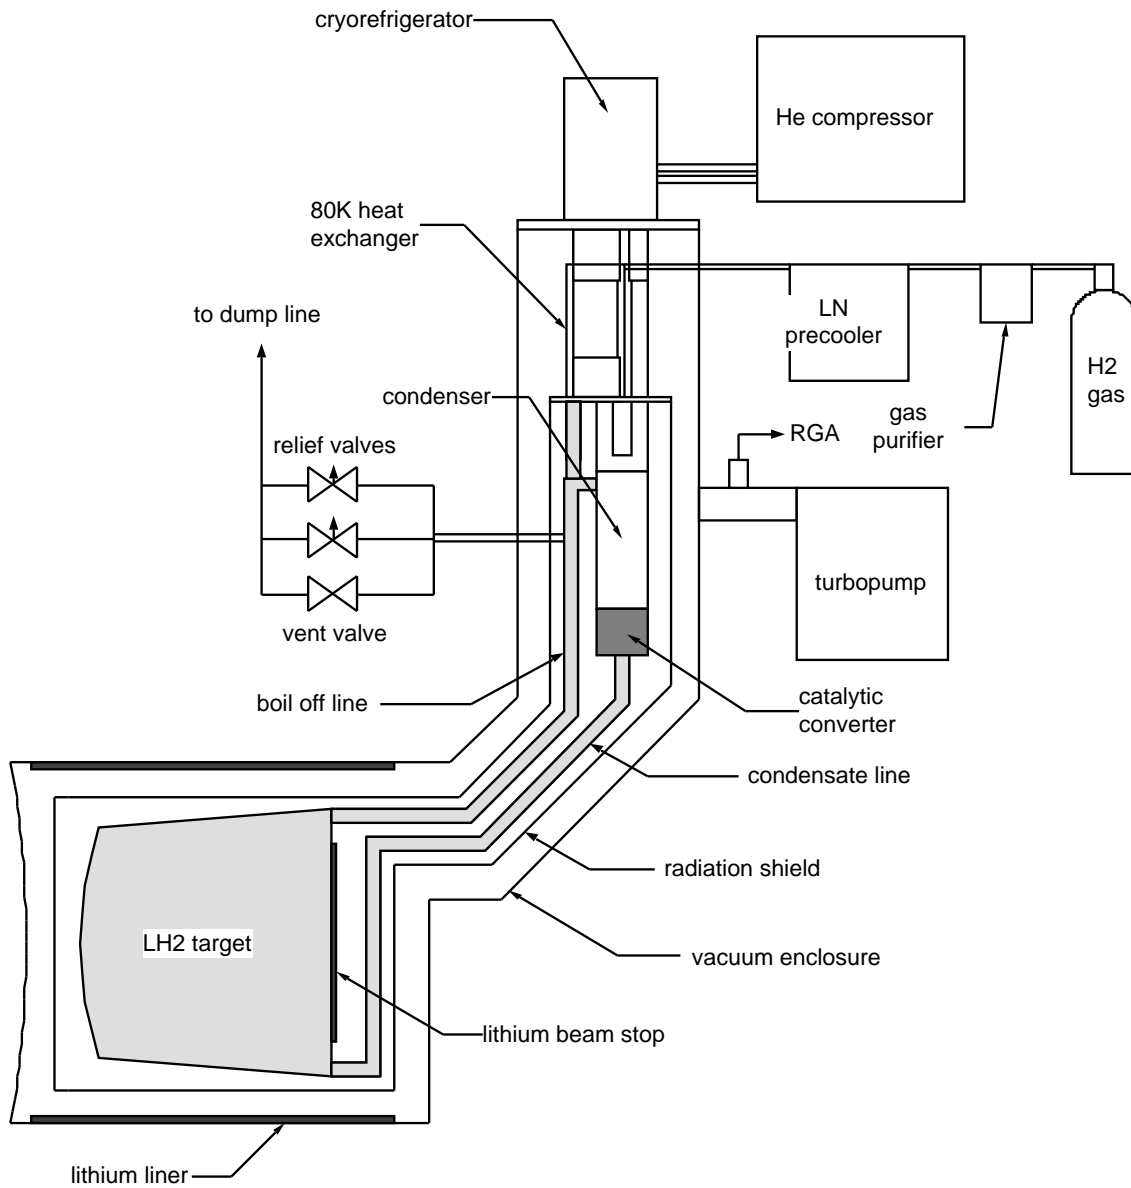 cryorefrigerator
He compressor
80K heat
exchanger
to dump line
LN
precooler
H2
gas
condenser
gas
purifier
RGA
relief valves
turbopump
vent valve
boil off line
catalytic
converter
condensate line
radiation shield
LH2 target
vacuum enclosure
lithium beam stop
lithium liner